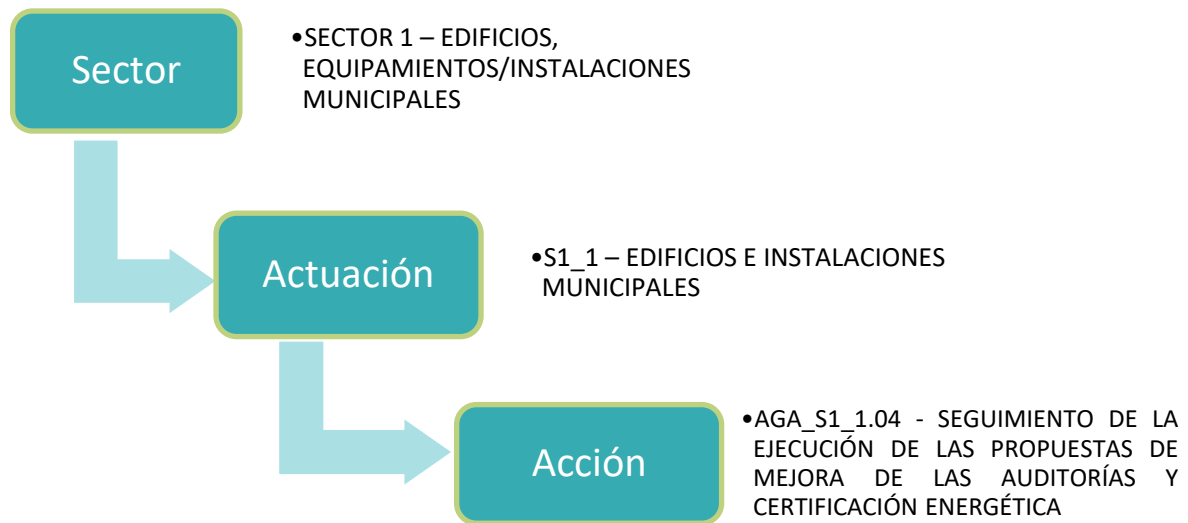 Sector
•SECTOR 1 – EDIFICIOS,
EQUIPAMIENTOS/INSTALACIONES
MUNICIPALES
Actuación
•S1_1 – EDIFICIOS E INSTALACIONES
MUNICIPALES
Acción
•AGA_S1_1.04 - SEGUIMIENTO DE LA
EJECUCIÓN DE LAS PROPUESTAS DE
MEJORA DE LAS AUDITORÍAS Y
CERTIFICACIÓN ENERGÉTICA